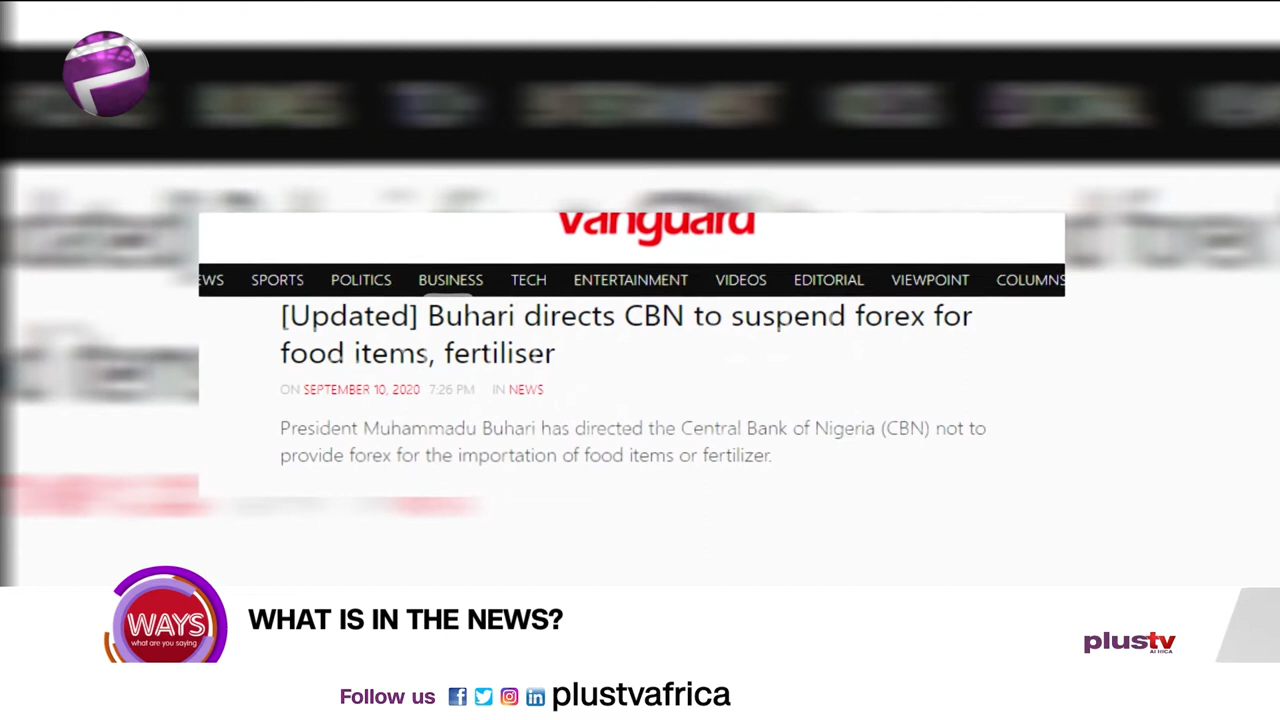 vanguard
EWS SPORTS POLITICS BUSINESS TECH ENTERTAINMENT VIDEOS EDITORIAL VIEWPOINT COLUMNS
[Updated] Buhari directs CBN to suspend forex for
food items, fertiliser
ON SEPTEMBER 10, 2020 7:26 PM IN NEWS
President Muhammadu Buhari has directed the Central Bank of Nigeria (CBN) not to
provide forex for the importation of food items or fertilizer.
WAYS
what are you saying
WHAT IS IN THE NEWS?
plustv
AFRICA
Follow us plustvafrica